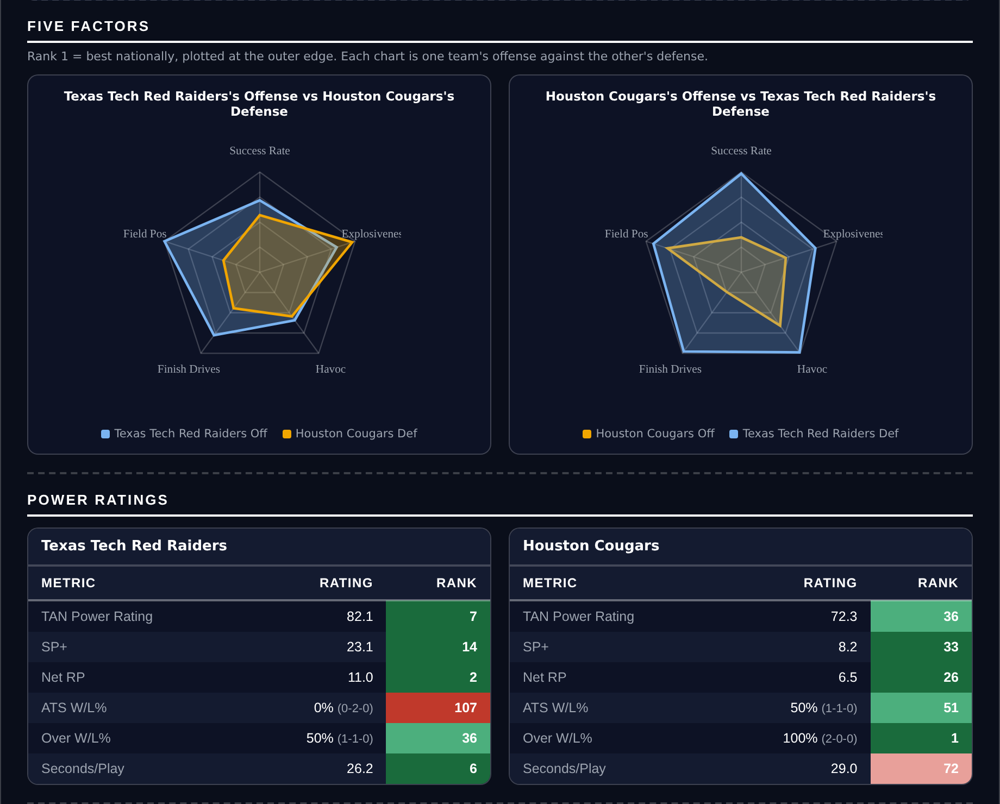 FIVE FACTORS
Rank 1 = best nationally, plotted at the outer edge. Each chart is one team's offense against the other's defense.
Texas Tech Red Raiders's Offense vs Houston Cougars's
Defense
Success Rate
Field Pos
Explosivenes
Finish Drives
Havoc
Texas Tech Red Raiders Off
Houston Cougars Def
Houston Cougars's Offense vs Texas Tech Red Raiders's
Defense
Success Rate
Field Pos
Explosivenes
Finish Drives
Havoc
Houston Cougars Off
Texas Tech Red Raiders Def
POWER RATINGS
Texas Tech Red Raiders
METRIC RATING RANK
TAN Power Rating 82.1 7
SP+ 23.1 14
Net RP 11.0 2
ATS W/L% 0% (0-2-0) 107
Over W/L% 50% (1-1-0) 36
Seconds/Play 26.2 6
Houston Cougars
METRIC RATING RANK
TAN Power Rating 72.3 36
SP+ 8.2 33
Net RP 6.5 26
ATS W/L% 50% (1-1-0) 51
Over W/L% 100% (2-0-0) 1
Seconds/Play 29.0 72